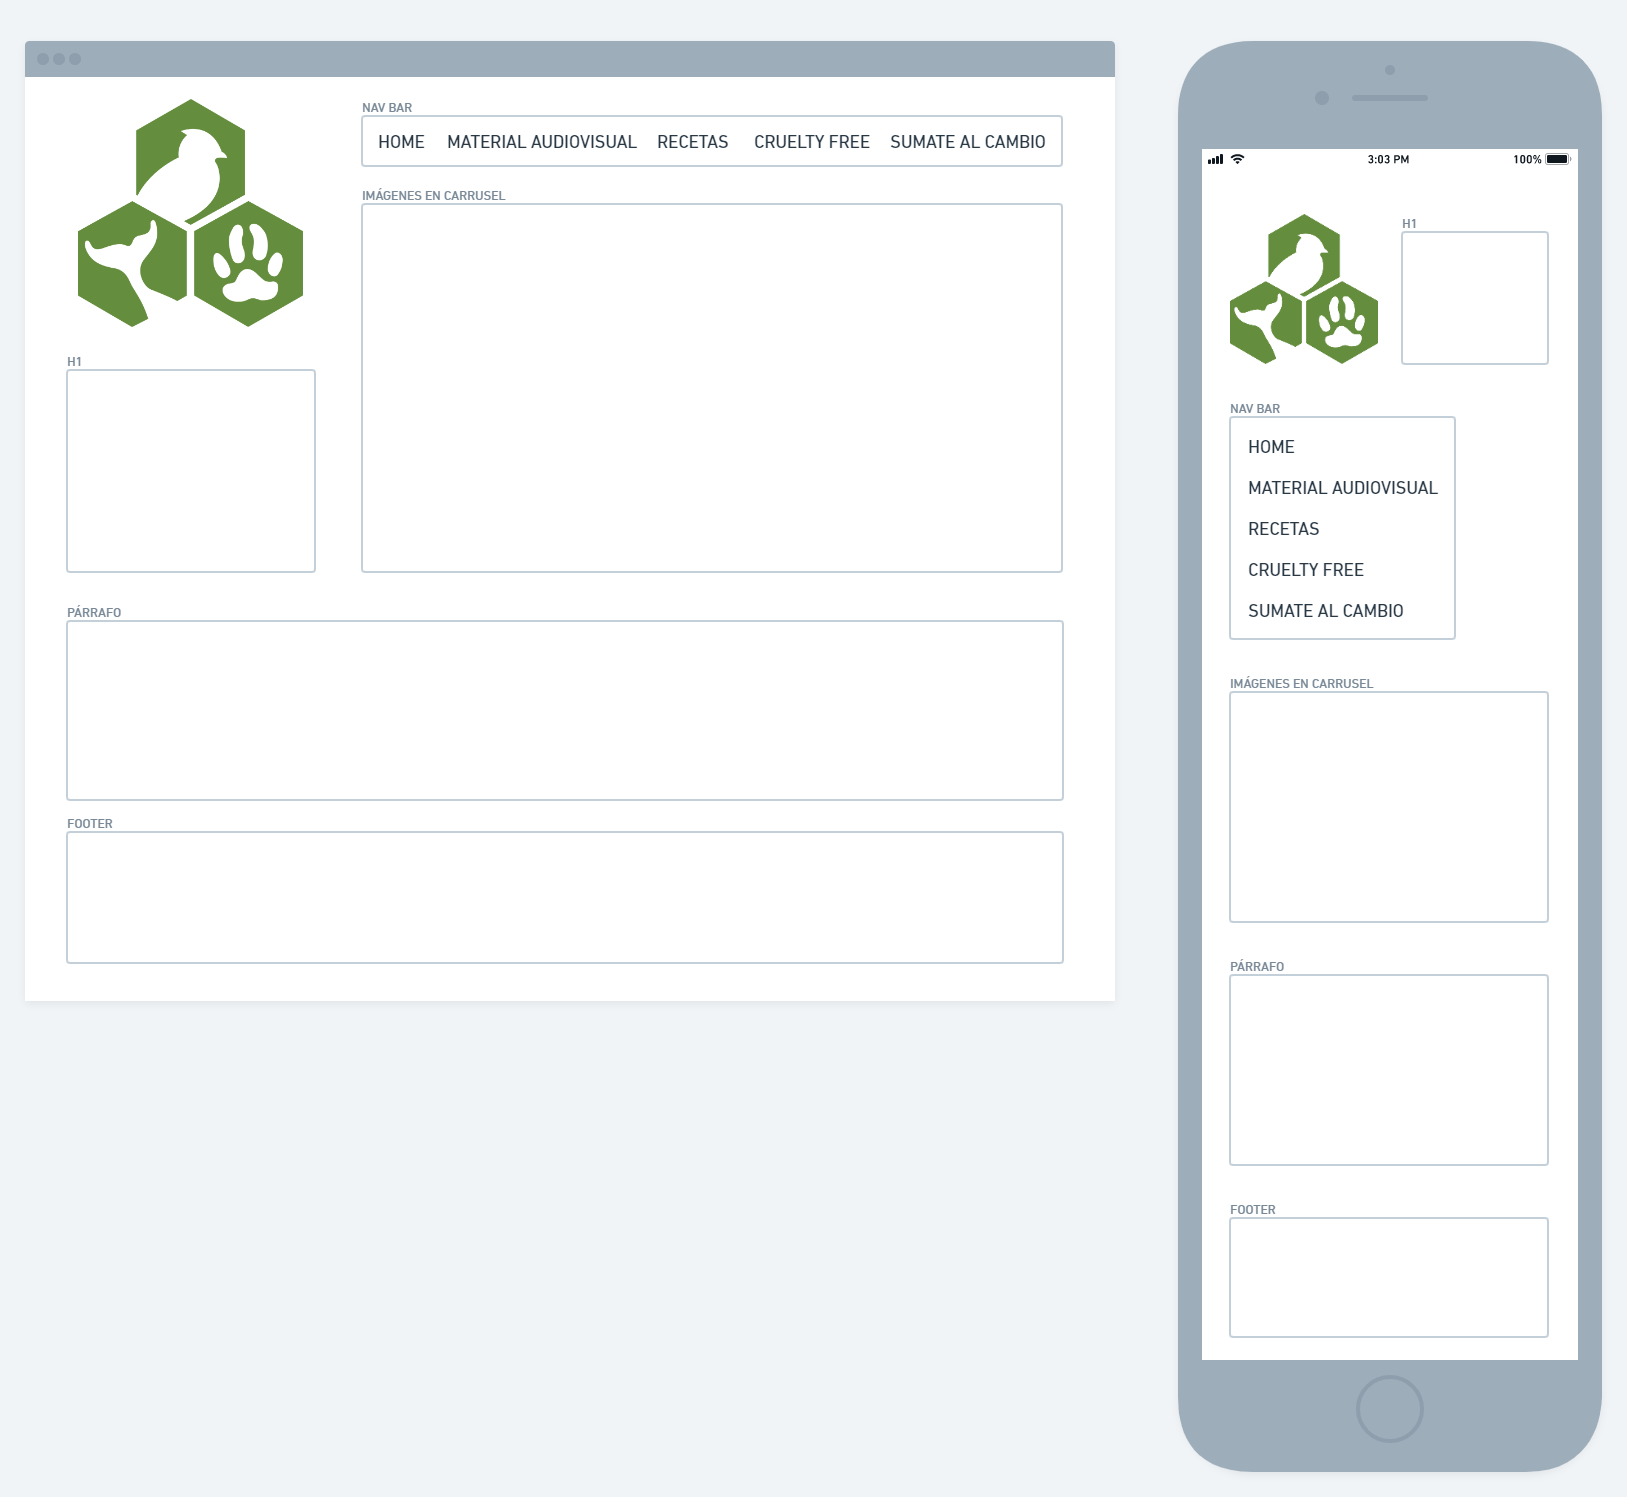 NAV BAR
HOME MATERIAL AUDIOVISUAL RECETAS CRUELTY FREE SUMATE AL CAMBIO
IMÁGENES EN CARRUSEL
H1
PÁRRAFO
FOOTER
3:03 PM 100%
H1
NAV BAR
HOME
MATERIAL AUDIOVISUAL
RECETAS
CRUELTY FREE
SUMATE AL CAMBIO
IMÁGENES EN CARRUSEL
PÁRRAFO
FOOTER